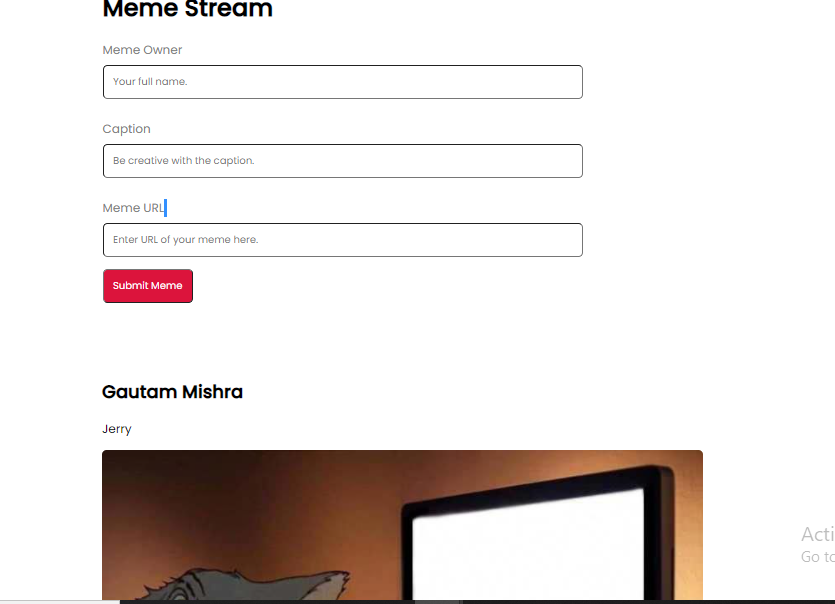 Meme Stream
Meme Owner
Your full name.
Caption
Be creative with the caption.
Meme URL
Enter URL of your meme here.
Submit Meme
Gautam Mishra
Jerry
Acti
Go to